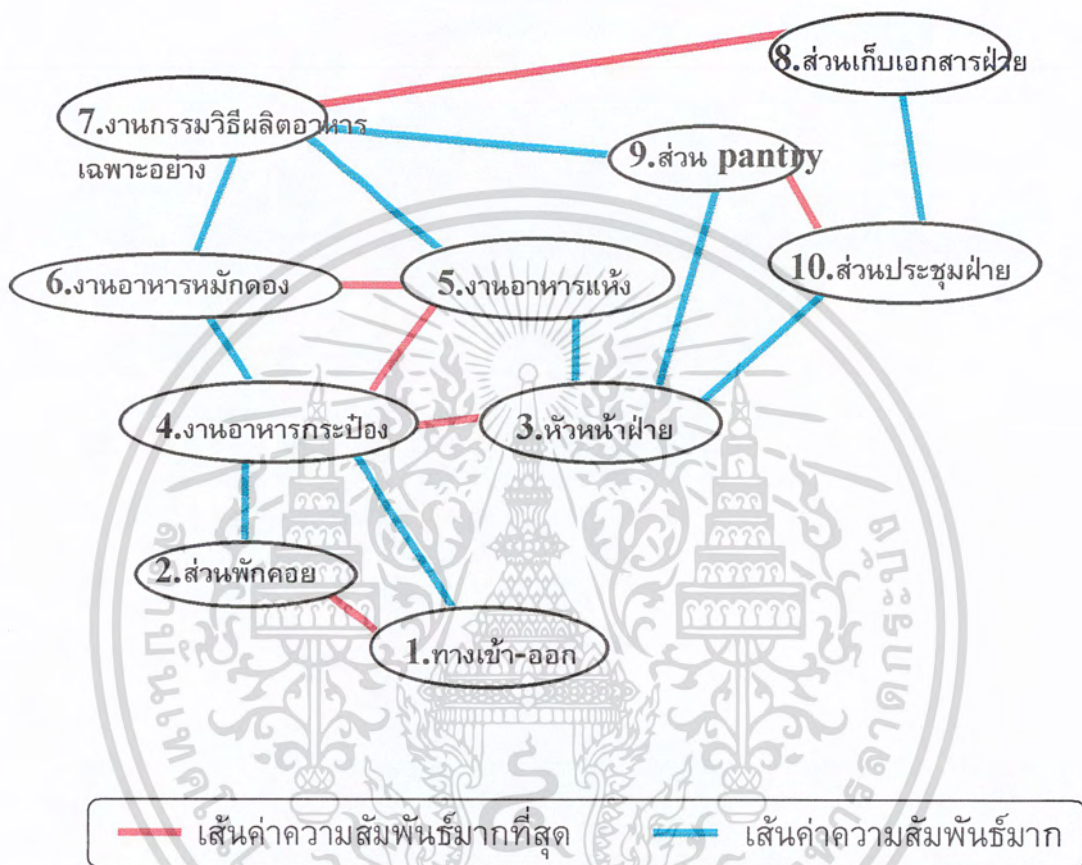 8.ส่วนเก็บเอกสารฝ่าย
7.งานกรรมวิธีผลิตอาหาร
เฉพาะอย่าง
9.ส่วน pantry
10.ส่วนประชุมฝ่าย
6.งานอาหารหมักดอง
5.งานอาหารแห้ง
4.งานอาหารกระป๋อง
3.หัวหน้าฝ่าย
2.ส่วนพักคอย
1.ทางเข้า-ออก
เส้นค่าความสัมพันธ์มากที่สุด
เส้นค่าความสัมพันธ์มาก